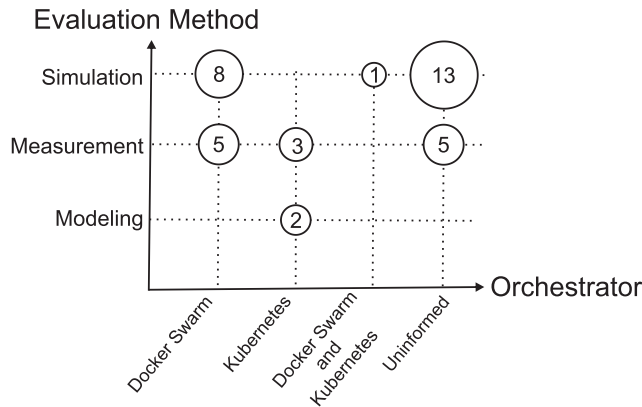 Evaluation Method
Simulation 8 1 13
Measurement 5 3 5
Modeling 2
Orchestrator
Docker Swarm
Kubernetes
Docker Swarm
and
Kubernetes
Uninformed